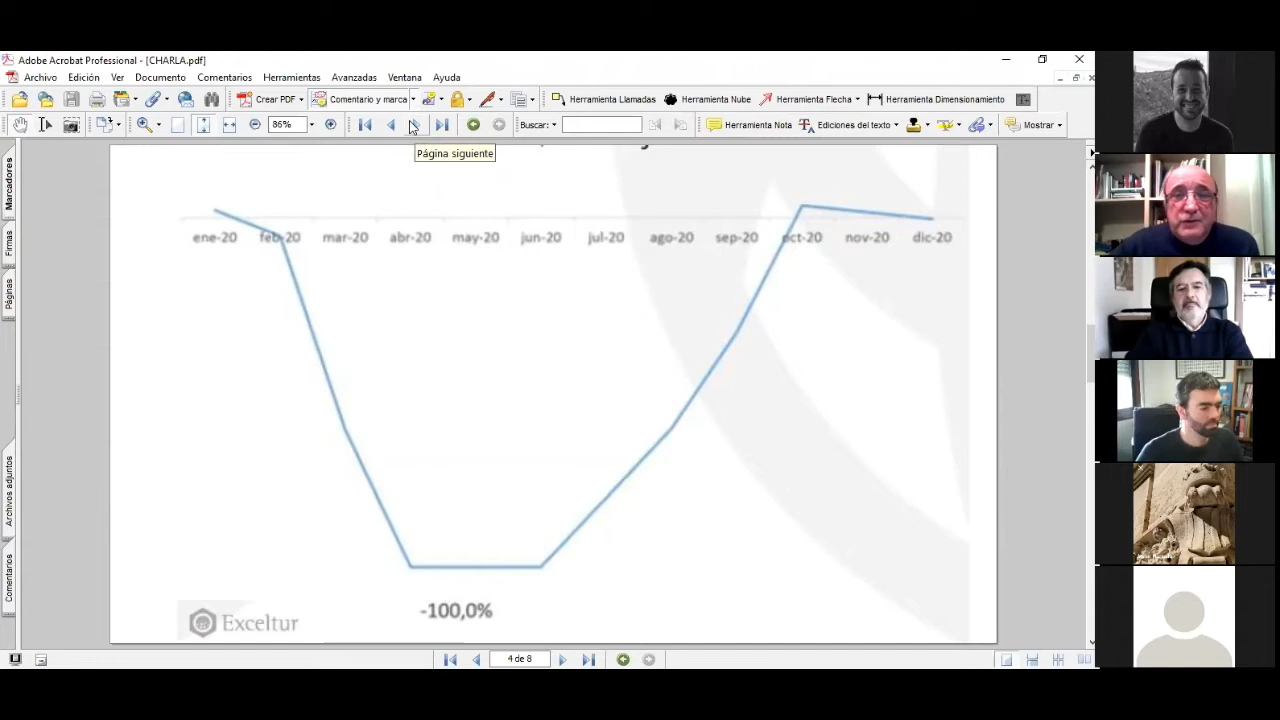 Adobe Acrobat Professional - [CHARLA.pdf]
Archivo Edición Ver Documento Comentarios Herramientas Avanzadas Ventana Ayuda
Crear PDF Comentario y marca Herramienta Llamadas Herramienta Nube Herramienta Flecha Herramienta Dimensionamiento
86% Buscar: Herramienta Nota Ediciones del texto Mostrar
Página siguiente
Marcadores
Formas
Páginas
Archivos adjuntos
Comentarios
ene-20 feb-20 mar-20 abr-20 may-20 jun-20 jul-20 ago-20 sep-20 oct-20 nov-20 dic-20
-100,0%
Exceltur
4 de 8